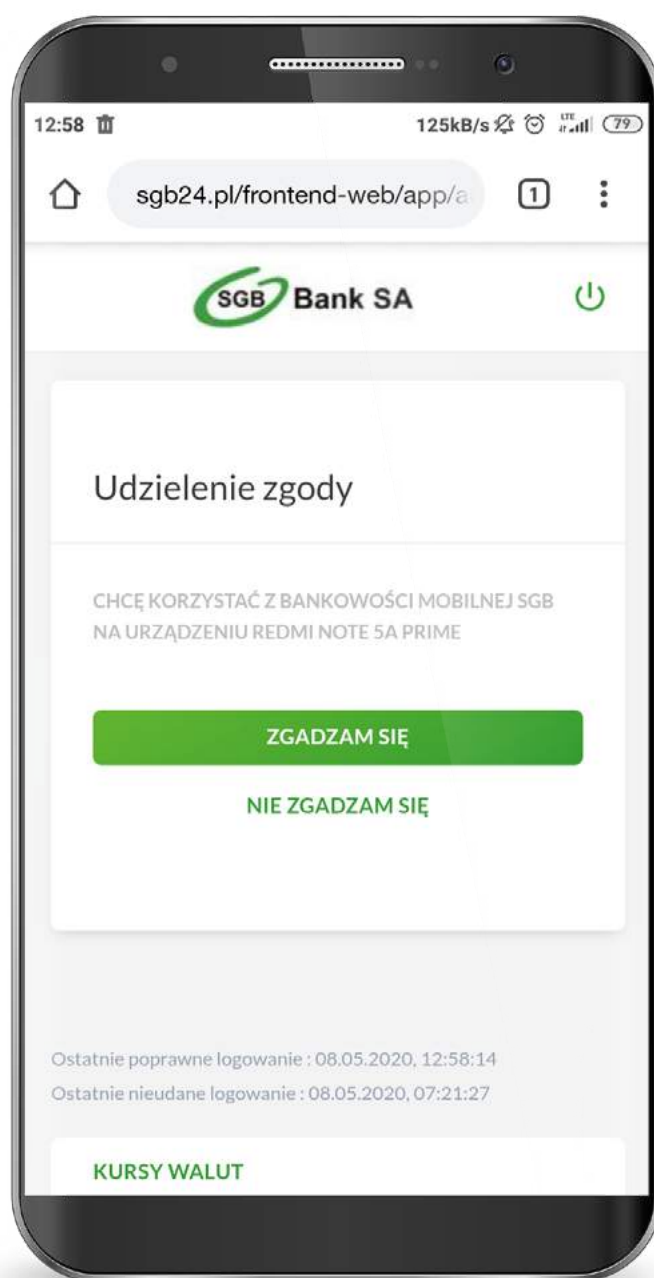 12:58 125kB/s LTE 79
sgb24.pl/frontend-web/app/a 1
SGB Bank SA
Udzielenie zgody
CHCĘ KORZYSTAĆ Z BANKOWOŚCI MOBILNEJ SGB
NA URZĄDZENIU REDMI NOTE 5A PRIME
ZGADZAM SIĘ
NIE ZGADZAM SIĘ
Ostatnie poprawne logowanie : 08.05.2020, 12:58:14
Ostatnie nieudane logowanie : 08.05.2020, 07:21:27
KURSY WALUT